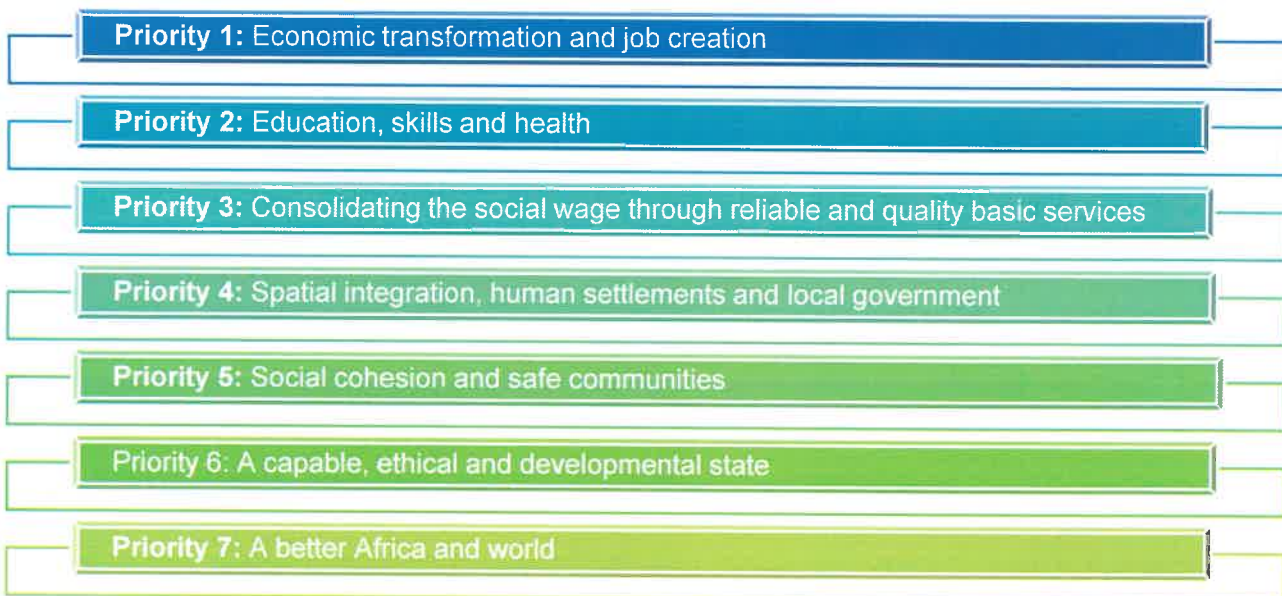 Priority 1: Economic transformation and job creation
Priority 2: Education, skills and health
Priority 3: Consolidating the social wage through reliable and quality basic services
Priority 4: Spatial integration, human settlements and local government
Priority 5: Social cohesion and safe communities
Priority 6: A capable, ethical and developmental state
Priority 7: A better Africa and world